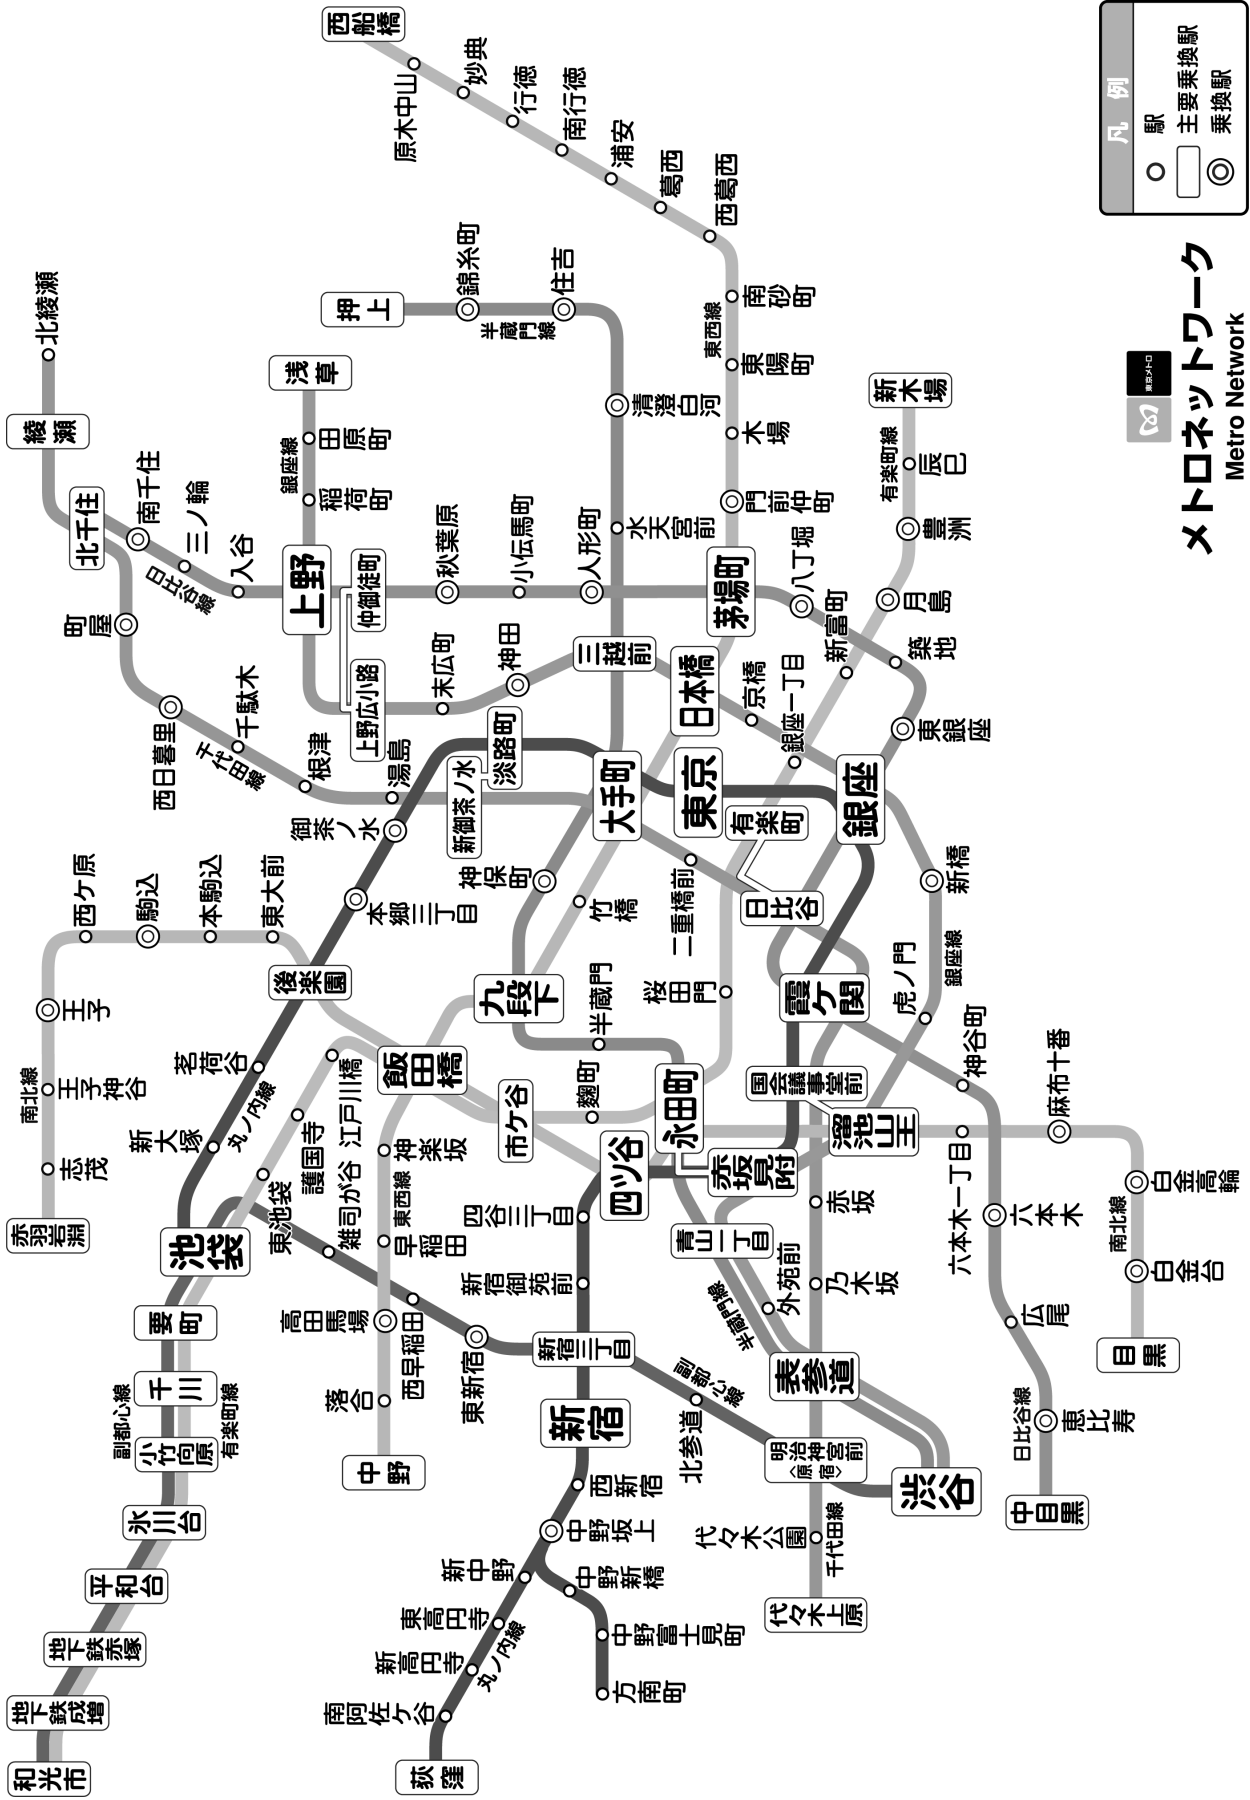 メトロネットワーク
Metro Network
東京メトロ
凡 例
駅
主要乗換駅
乗換駅
和光市
地下鉄成増
地下鉄赤塚
平和台
氷川台
小竹向原
千川
要町
池袋
副都心線
有楽町線
赤羽岩淵
志茂
王子神谷
南北線
王子
西ケ原
駒込
本駒込
東大前
後楽園
新大塚
茗荷谷
丸ノ内線
東池袋
護国寺
江戸川橋
雑司が谷
西早稲田
東新宿
高田馬場
落合
中野
早稲田
東西線
神楽坂
飯田橋
本郷三丁目
御茶ノ水
新御茶ノ水
淡路町
湯島
根津
千駄木
千代田線
西日暮里
町屋
北千住
綾瀬
北綾瀬
南千住
三ノ輪
日比谷線
入谷
上野
稲荷町
田原町
銀座線
浅草
仲御徒町
上野広小路
末広町
神田
秋葉原
小伝馬町
人形町
三越前
水天宮前
清澄白河
住吉
半蔵門線
錦糸町
押上
西船橋
原木中山
妙典
行徳
南行徳
浦安
葛西
西葛西
南砂町
東西線
東陽町
木場
門前仲町
茅場町
八丁堀
日本橋
京橋
銀座一丁目
新富町
築地
月島
豊洲
有楽町線
辰巳
新木場
東銀座
銀座
東京
大手町
有楽町
日比谷
二重橋前
神保町
竹橋
九段下
半蔵門
桜田門
霞ケ関
虎ノ門
新橋
銀座線
神谷町
市ケ谷
麴町
永田町
国会議事堂前
溜池山王
赤坂見附
四ツ谷
四谷三丁目
新宿御苑前
新宿三丁目
新宿
西新宿
中野坂上
新中野
東高円寺
新高円寺
丸ノ内線
南阿佐ケ谷
荻窪
中野新橋
中野富士見町
方南町
青山一丁目
外苑前
半蔵門線
赤坂
乃木坂
表参道
副都心線
北参道
明治神宮前
〈原宿〉
渋谷
代々木公園
千代田線
代々木上原
六本木一丁目
麻布十番
六本木
白金高輪
南北線
白金台
目黒
広尾
恵比寿
日比谷線
中目黒